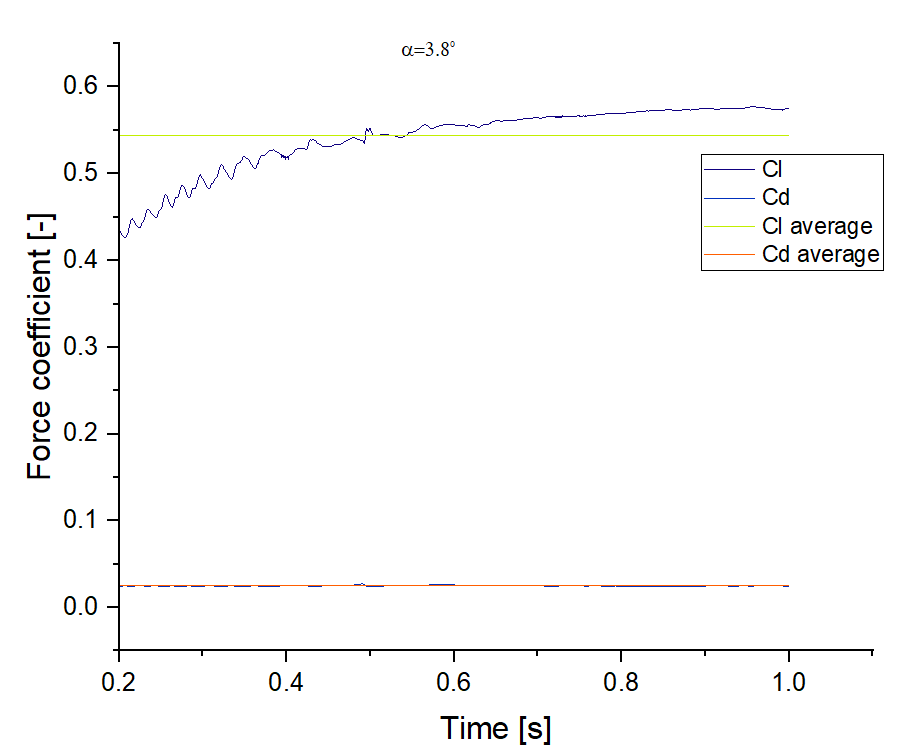 α=3.8°
0.6
0.5
0.4
0.3
0.2
0.1
0.0
Force coefficient [-]
Cl
Cd
Cl average
Cd average
0.2 0.4 0.6 0.8 1.0
Time [s]